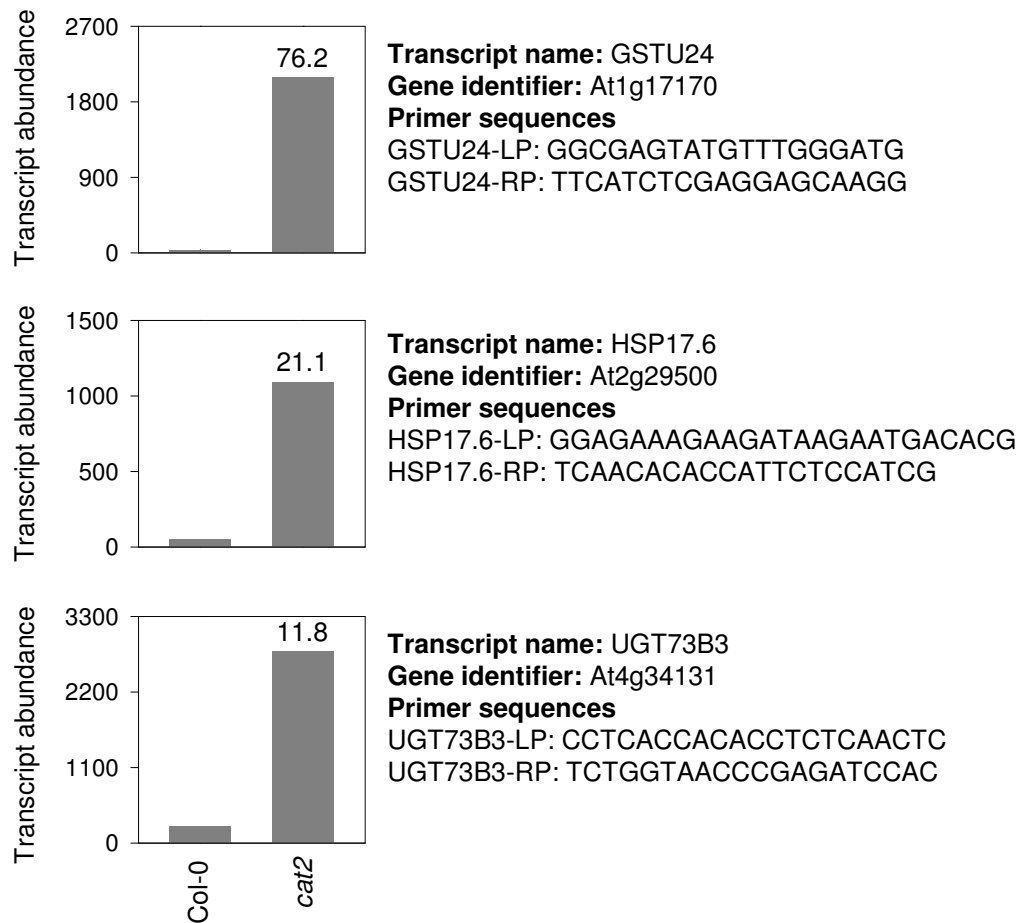 Transcript abundance
2700
1800
900
0
76.2
Transcript name: GSTU24
Gene identifier: At1g17170
Primer sequences
GSTU24-LP: GGCGAGTATGTTTGGGATG
GSTU24-RP: TTCATCTCGAGGAGCAAGG
Transcript abundance
1500
1000
500
0
21.1
Transcript name: HSP17.6
Gene identifier: At2g29500
Primer sequences
HSP17.6-LP: GGAGAAAGAAGATAAGAATGACACG
HSP17.6-RP: TCAACACACCATTCTCCATCG
Transcript abundance
3300
2200
1100
0
11.8
Transcript name: UGT73B3
Gene identifier: At4g34131
Primer sequences
UGT73B3-LP: CCTCACCACACCTCTCAACTC
UGT73B3-RP: TCTGGTAACCCGAGATCCAC
Col-0
cat2